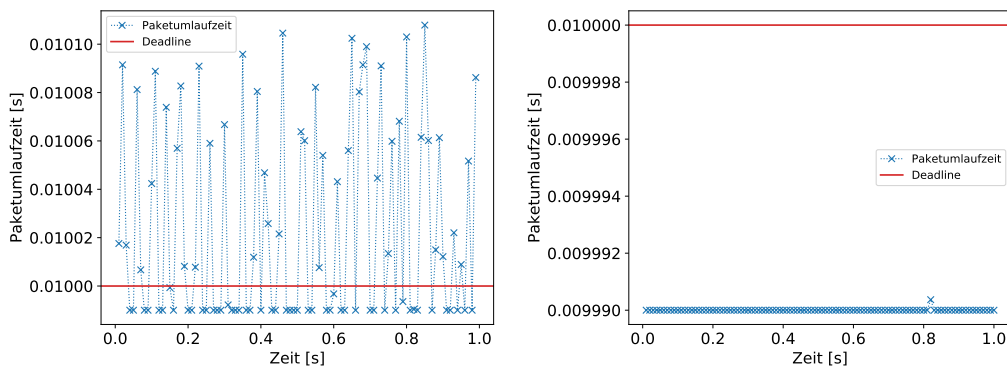 Paketumlaufzeit [s]
0.01010
0.01008
0.01006
0.01004
0.01002
0.01000
Paketumlaufzeit
Deadline
0.0 0.2 0.4 0.6 0.8 1.0
Zeit [s]
Paketumlaufzeit [s]
0.010000
0.009998
0.009996
0.009994
0.009992
0.009990
Paketumlaufzeit
Deadline
0.0 0.2 0.4 0.6 0.8 1.0
Zeit [s]